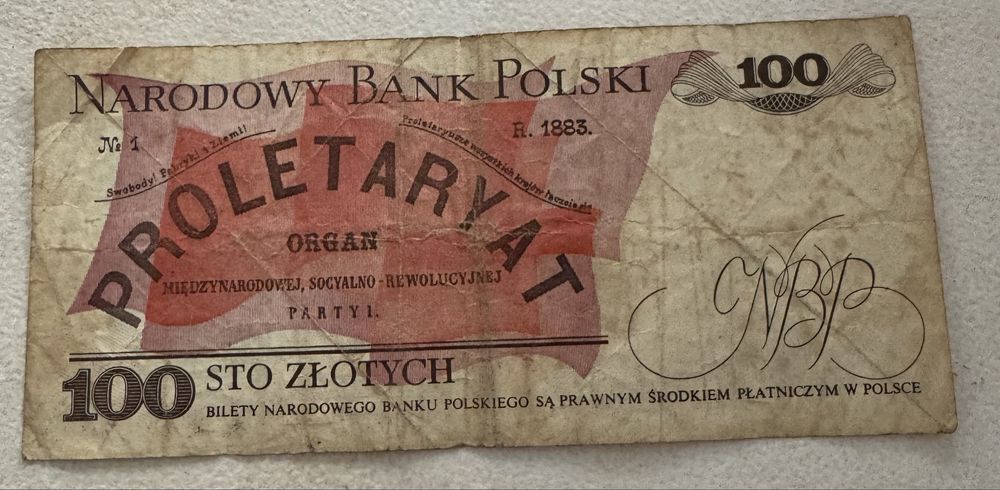 NARODOWY BANK POLSKI
100
№ 1
R. 1883.
Swobody! Fabryki i Ziemi!
Proletaryusze wszystkich krajów łączcie się
PROLETARYAT
ORGAN
MIĘDZYNARODOWEJ, SOCYALNO-REWOLUCYJNEJ
PARTYI.
NBP
100 STO ZŁOTYCH
BILETY NARODOWEGO BANKU POLSKIEGO SĄ PRAWNYM ŚRODKIEM PŁATNICZYM W POLSCE